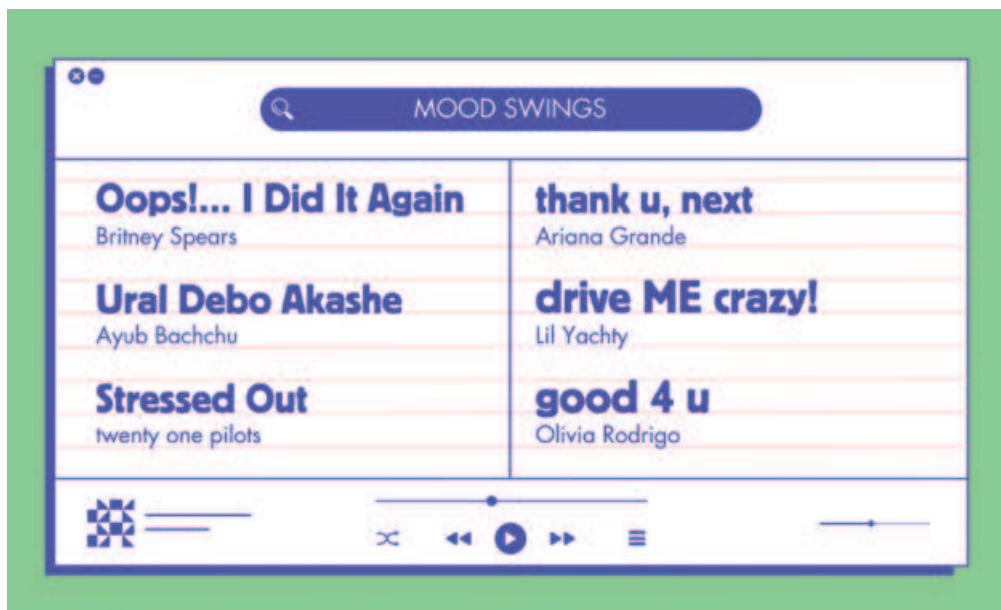 MOOD SWINGS
Oops!... I Did It Again
Britney Spears
Ural Debo Akashe
Ayub Bachchu
Stressed Out
twenty one pilots
thank u, next
Ariana Grande
drive ME crazy!
Lil Yachty
good 4 u
Olivia Rodrigo